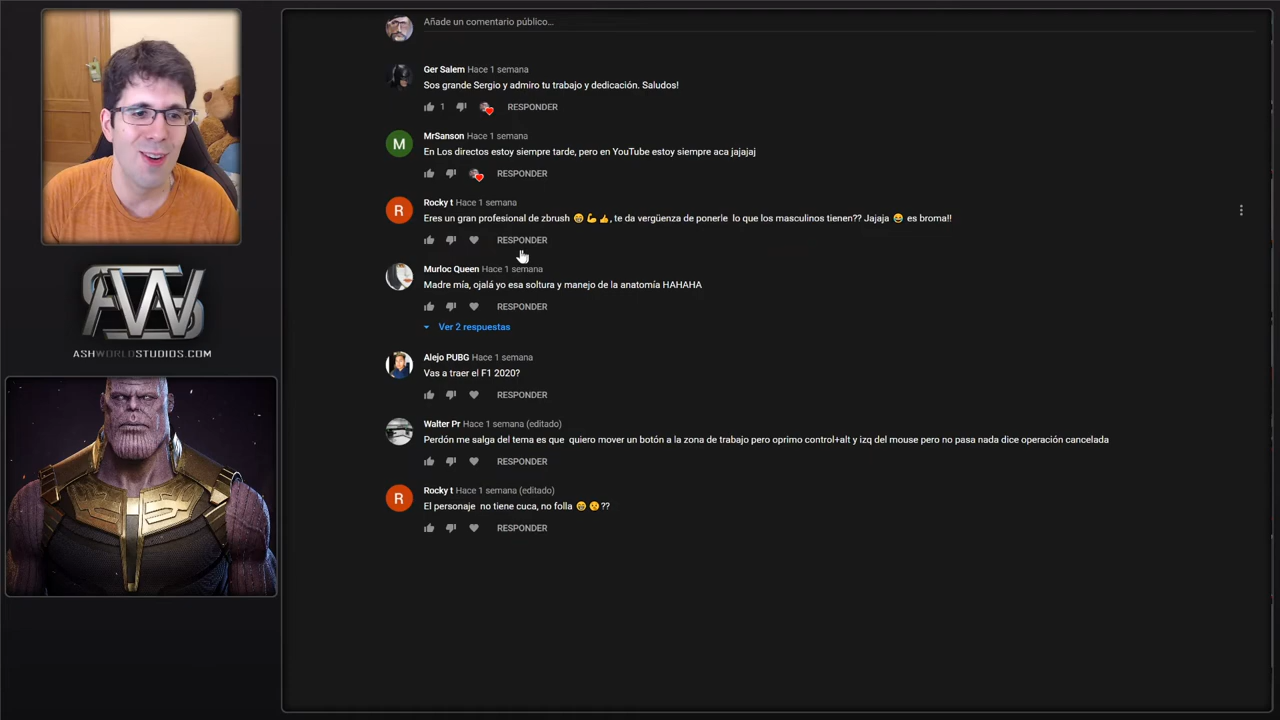 Añade un comentario público...
Ger Salem Hace 1 semana
Sos grande Sergio y admiro tu trabajo y dedicación. Saludos!
1 RESPONDER
M
MrSanson Hace 1 semana
En Los directos estoy siempre tarde, pero en YouTube estoy siempre aca jajajaj
RESPONDER
R
Rocky t Hace 1 semana
Eres un gran profesional de zbrush 😁💪👍, te da vergüenza de ponerle lo que los masculinos tienen?? Jajaja 😂 es broma!!
RESPONDER
Murloc Queen Hace 1 semana
Madre mía, ojalá yo esa soltura y manejo de la anatomía HAHAHA
RESPONDER
Ver 2 respuestas
Alejo PUBG Hace 1 semana
Vas a traer el F1 2020?
RESPONDER
Walter Pr Hace 1 semana (editado)
Perdón me salga del tema es que quiero mover un botón a la zona de trabajo pero oprimo control+alt y izq del mouse pero no pasa nada dice operación cancelada
RESPONDER
R
Rocky t Hace 1 semana (editado)
El personaje no tiene cuca, no folla 😁😯??
RESPONDER
ASHWORLDSTUDIOS.COM